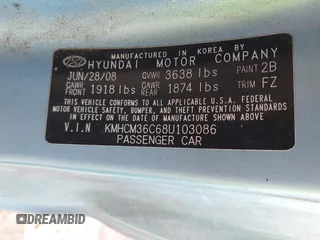 MANUFACTURED IN KOREA BY
HYUNDAI MOTOR COMPANY
JUN/28/08 GVWR 3638 lbs PAINT 2B
GAWR FRONT 1918 lbs GAWR REAR 1874 lbs TRIM FZ
THIS VEHICLE CONFORMS TO ALL APPLICABLE
U.S. FEDERAL MOTOR VEHICLE SAFETY
BUMPER, AND THEFT PREVENTION STANDARDS
IN EFFECT ON THE DATE OF MANUFACTURE
SHOWN ABOVE.
V.I.N KMHCM36C68U103086
PASSENGER CAR
DREAMBID